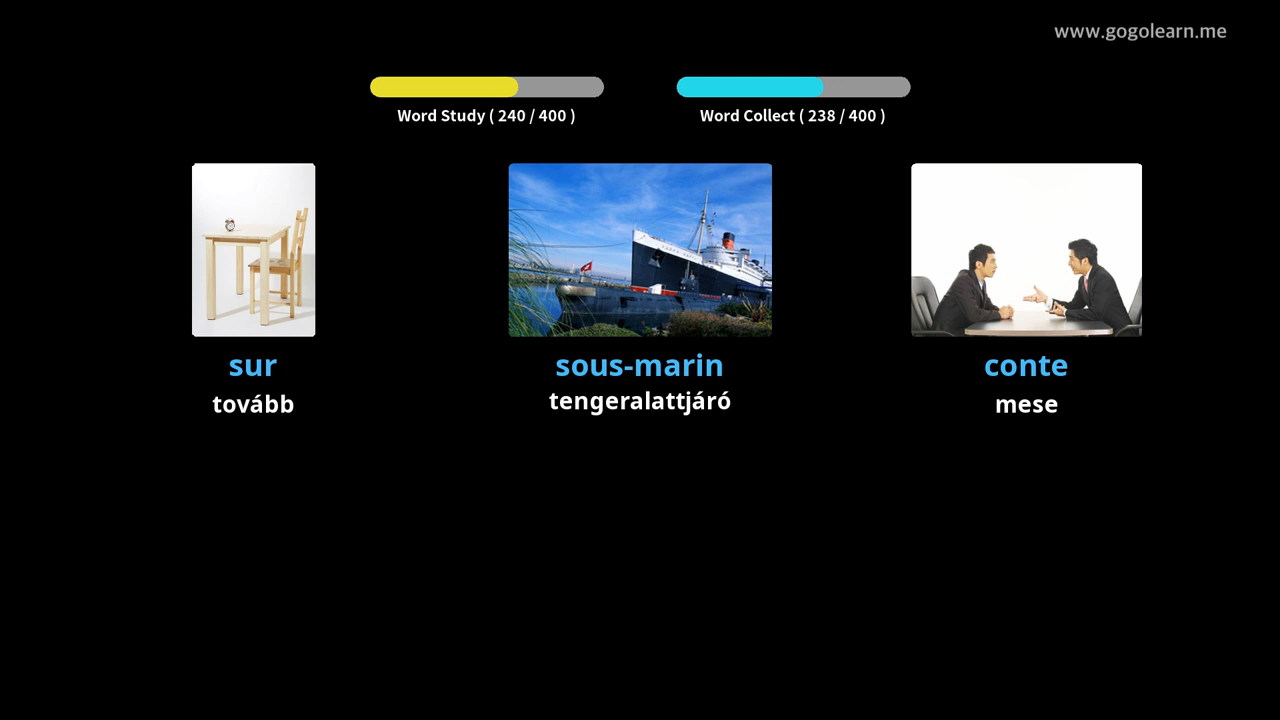 www.gogolearn.me
Word Study ( 240 / 400 )
Word Collect ( 238 / 400 )
sur
tovább
sous-marin
tengeralattjáró
conte
mese